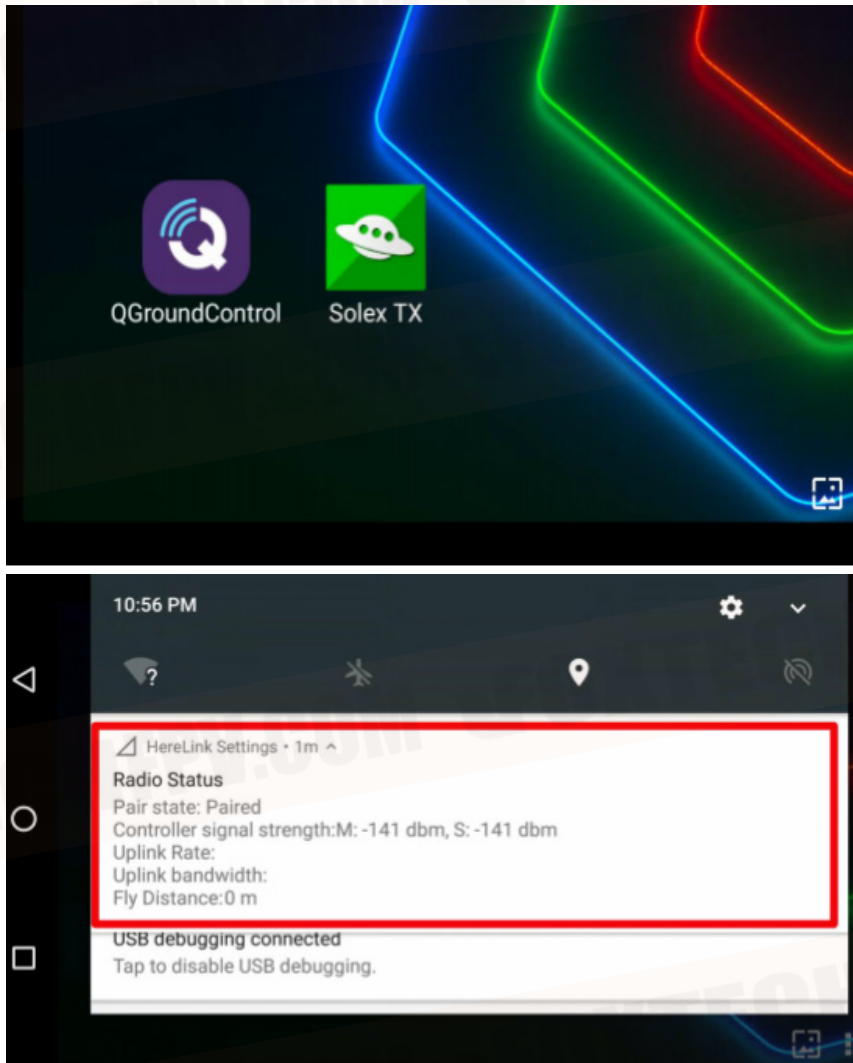 QGroundControl
Solex TX
10:56 PM
?
HereLink Settings • 1m
Radio Status
Pair state: Paired
Controller signal strength:M: -141 dbm, S: -141 dbm
Uplink Rate:
Uplink bandwidth:
Fly Distance:0 m
USB debugging connected
Tap to disable USB debugging.